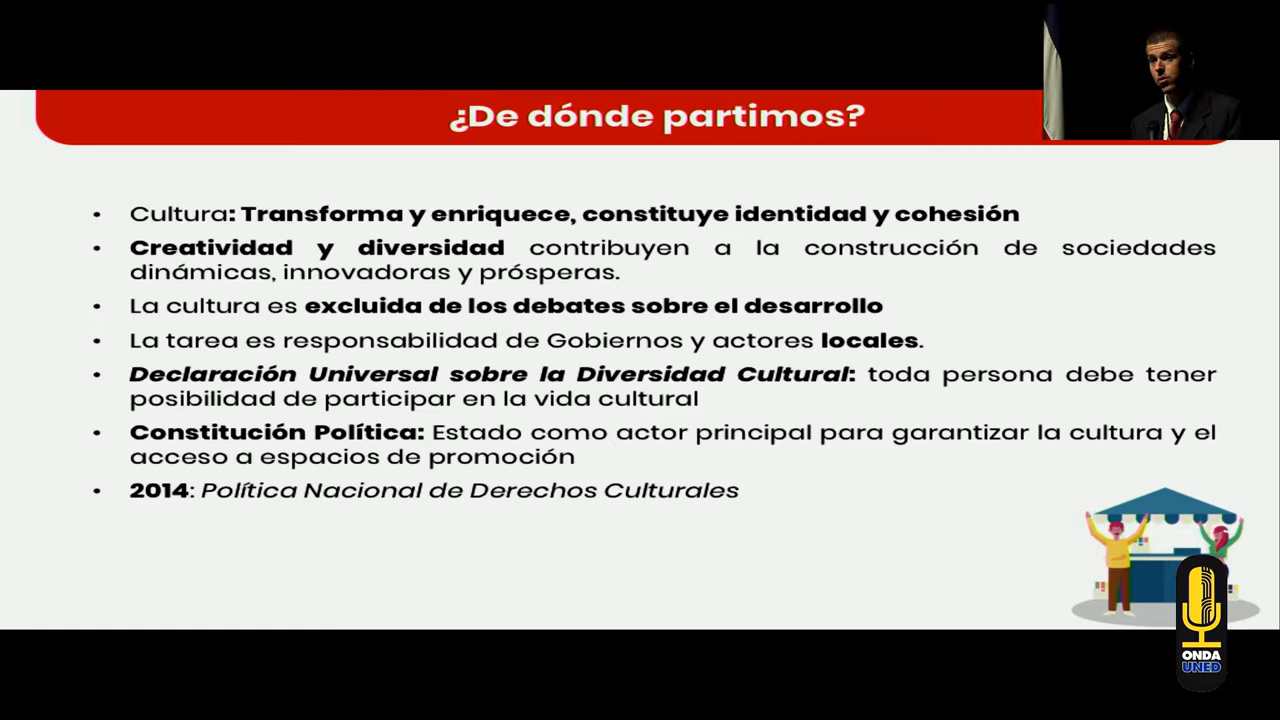 ¿De dónde partimos?
• Cultura: Transforma y enriquece, constituye identidad y cohesión
• Creatividad y diversidad contribuyen a la construcción de sociedades
dinámicas, innovadoras y prósperas.
• La cultura es excluida de los debates sobre el desarrollo
• La tarea es responsabilidad de Gobiernos y actores locales.
• Declaración Universal sobre la Diversidad Cultural: toda persona debe tener
posibilidad de participar en la vida cultural
• Constitución Política: Estado como actor principal para garantizar la cultura y el
acceso a espacios de promoción
• 2014: Política Nacional de Derechos Culturales
ONDA
UNED